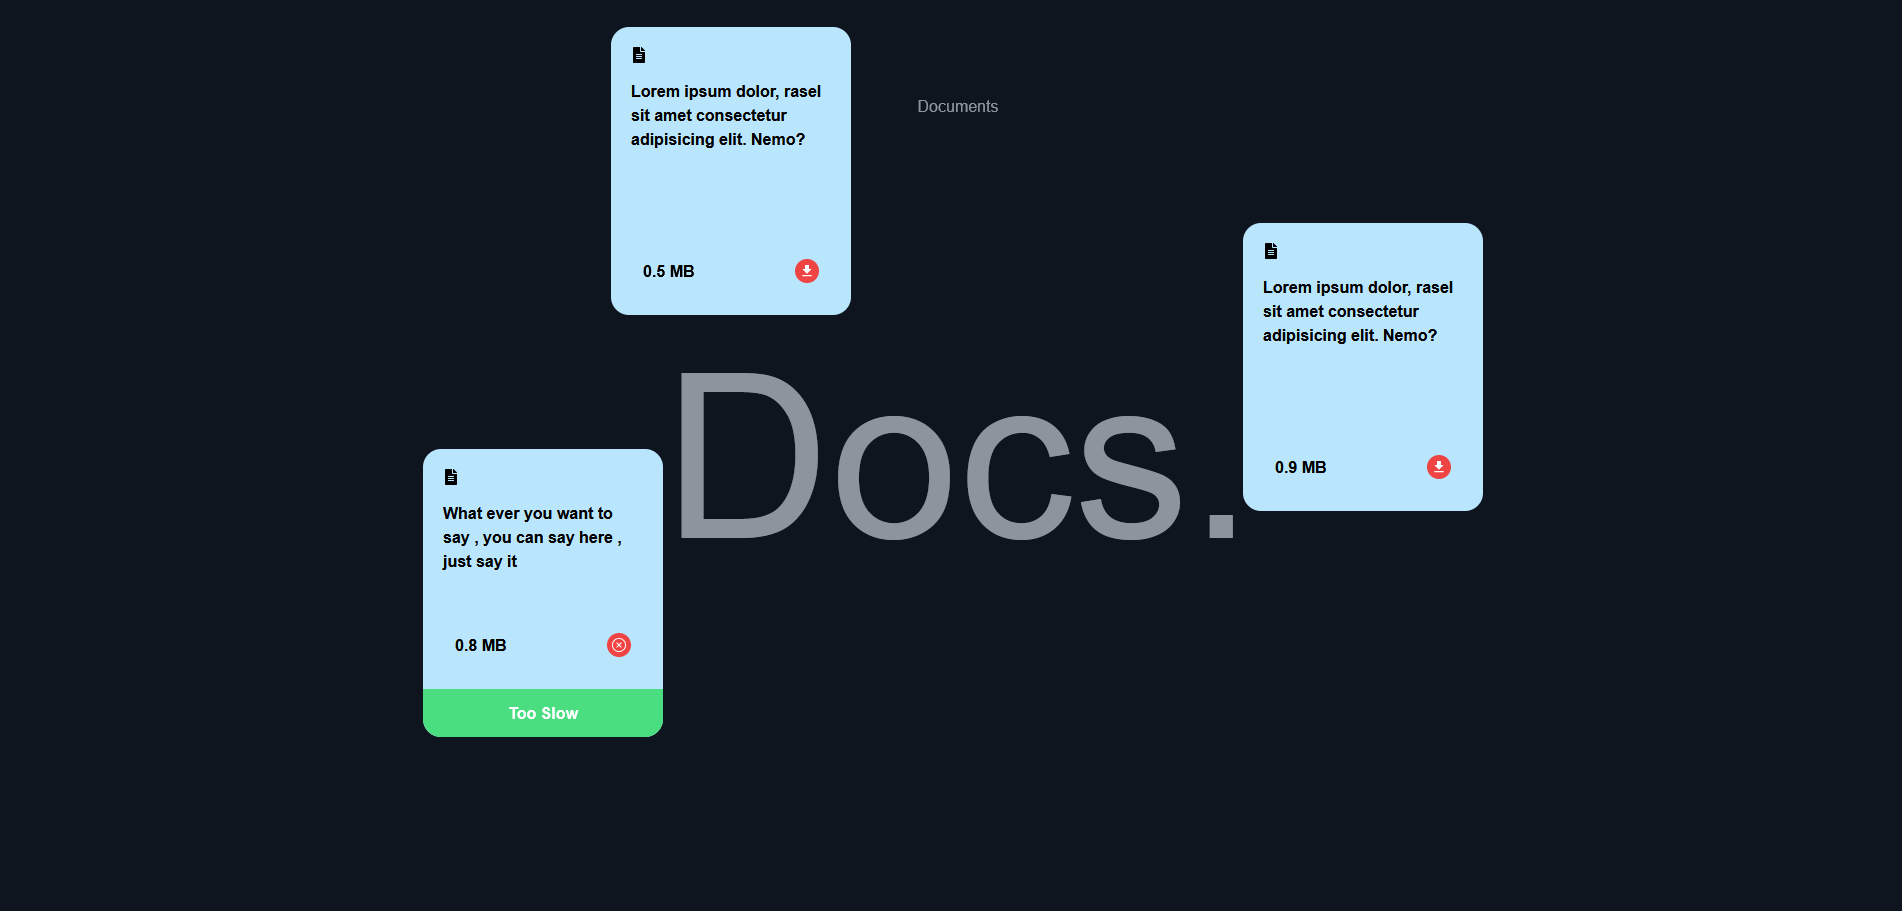 Lorem ipsum dolor, rasel
sit amet consectetur
adipisicing elit. Nemo?
0.5 MB
Documents
Lorem ipsum dolor, rasel
sit amet consectetur
adipisicing elit. Nemo?
0.9 MB
Docs.
What ever you want to
say , you can say here ,
just say it
0.8 MB
Too Slow